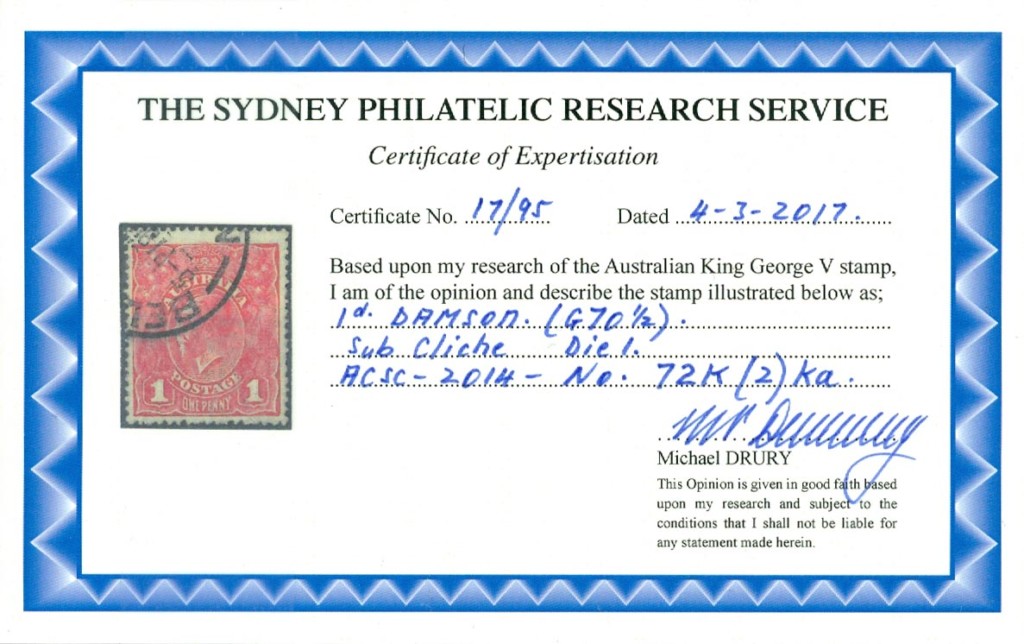 THE SYDNEY PHILATELIC RESEARCH SERVICE
Certificate of Expertisation
Certificate No. 17/95 Dated 4-3-2017.
Based upon my research of the Australian King George V stamp,
I am of the opinion and describe the stamp illustrated below as;
1d. DAMSON. (G70½).
Sub Cliche Die 1.
ACSC-2014-No. 72K(2)Ka.
AUSTRALIA
POSTAGE
1 1
ONE PENNY
Michael DRURY
This Opinion is given in good faith based
upon my research and subject to the
conditions that I shall not be liable for
any statement made herein.